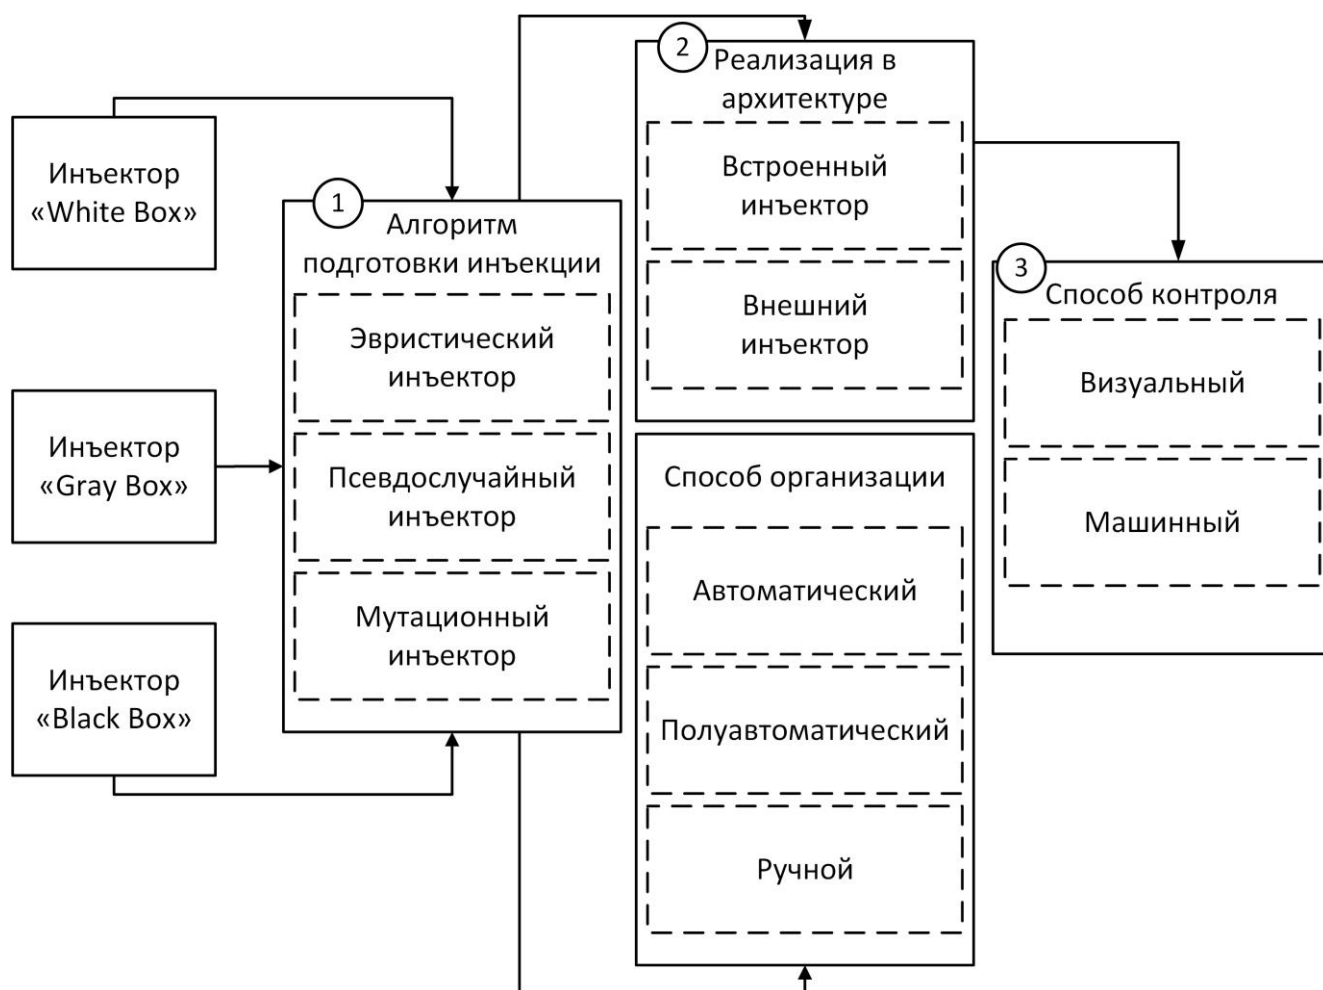 Инъектор
«White Box»
Инъектор
«Gray Box»
Инъектор
«Black Box»
1
Алгоритм
подготовки инъекции
Эвристический
инъектор
Псевдослучайный
инъектор
Мутационный
инъектор
2
Реализация в
архитектуре
Встроенный
инъектор
Внешний
инъектор
Способ организации
Автоматический
Полуавтоматический
Ручной
3
Способ контроля
Визуальный
Машинный